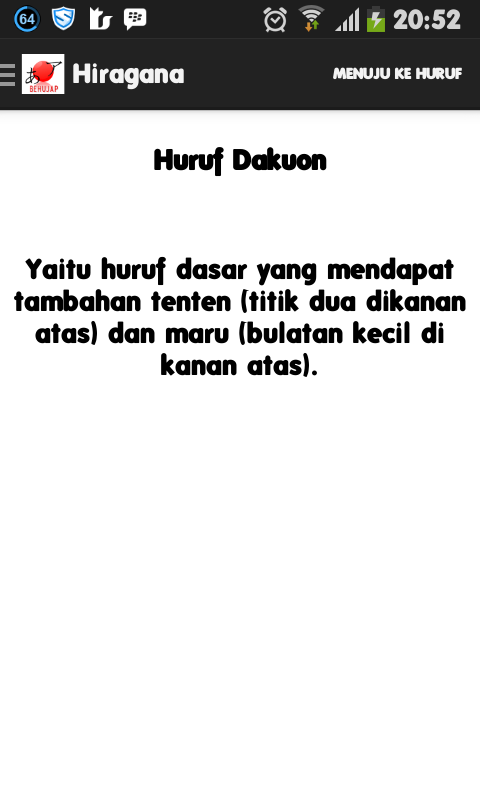 64 20:52
あ BEHUJAP Hiragana MENUJU KE HURUF
Huruf Dakuon
Yaitu huruf dasar yang mendapat
tambahan tenten (titik dua dikanan
atas) dan maru (bulatan kecil di
kanan atas).